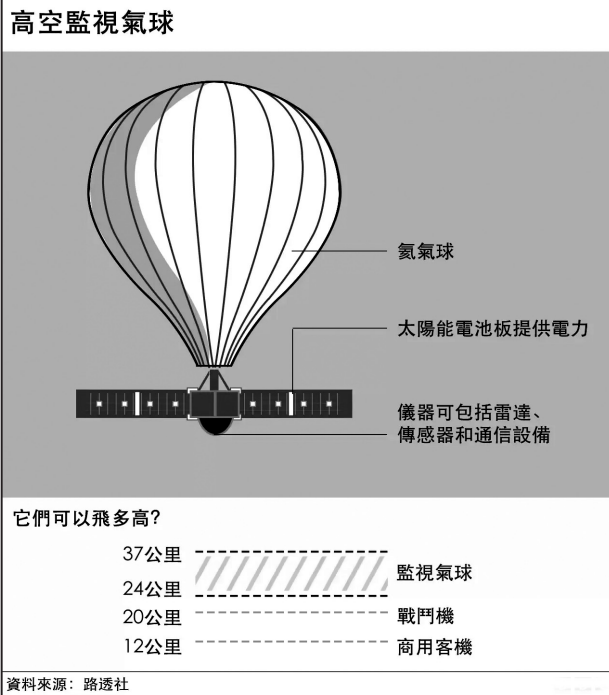 高空監視氣球
氦氣球
太陽能電池板提供電力
儀器可包括雷達、
傳感器和通信設備
它們可以飛多高?
37公里
監視氣球
24公里
20公里 戰鬥機
12公里 商用客機
資料來源：路透社